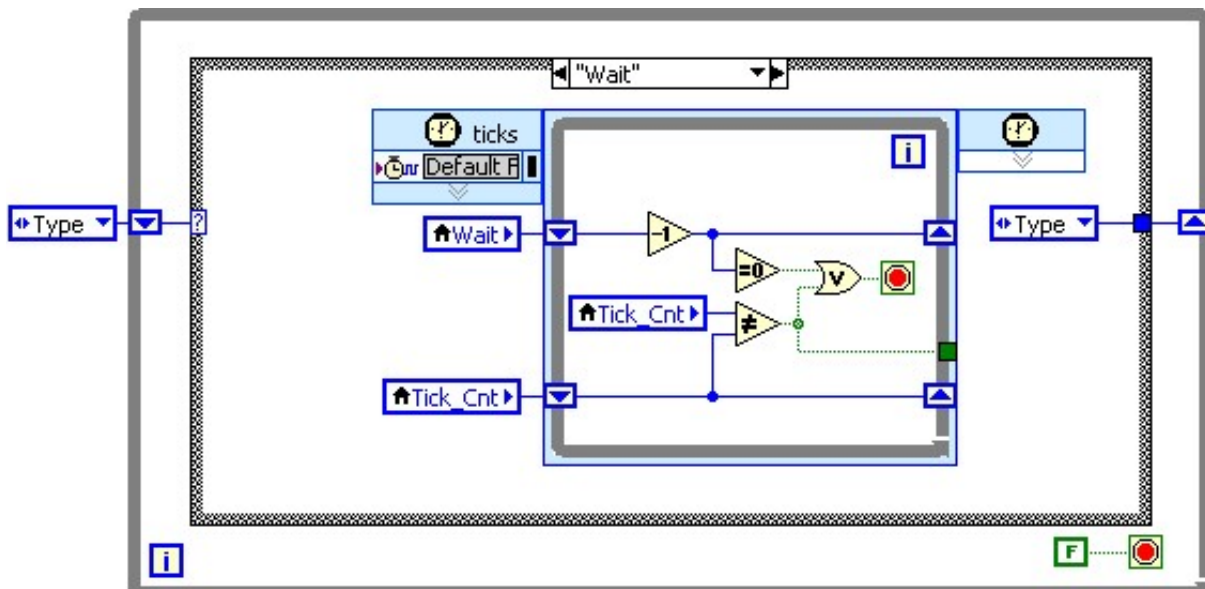 "Wait"
ticks
Default F
i
Type
?
Wait
-1
Type
=0
V
Tick_Cnt
≠
Tick_Cnt
i
F